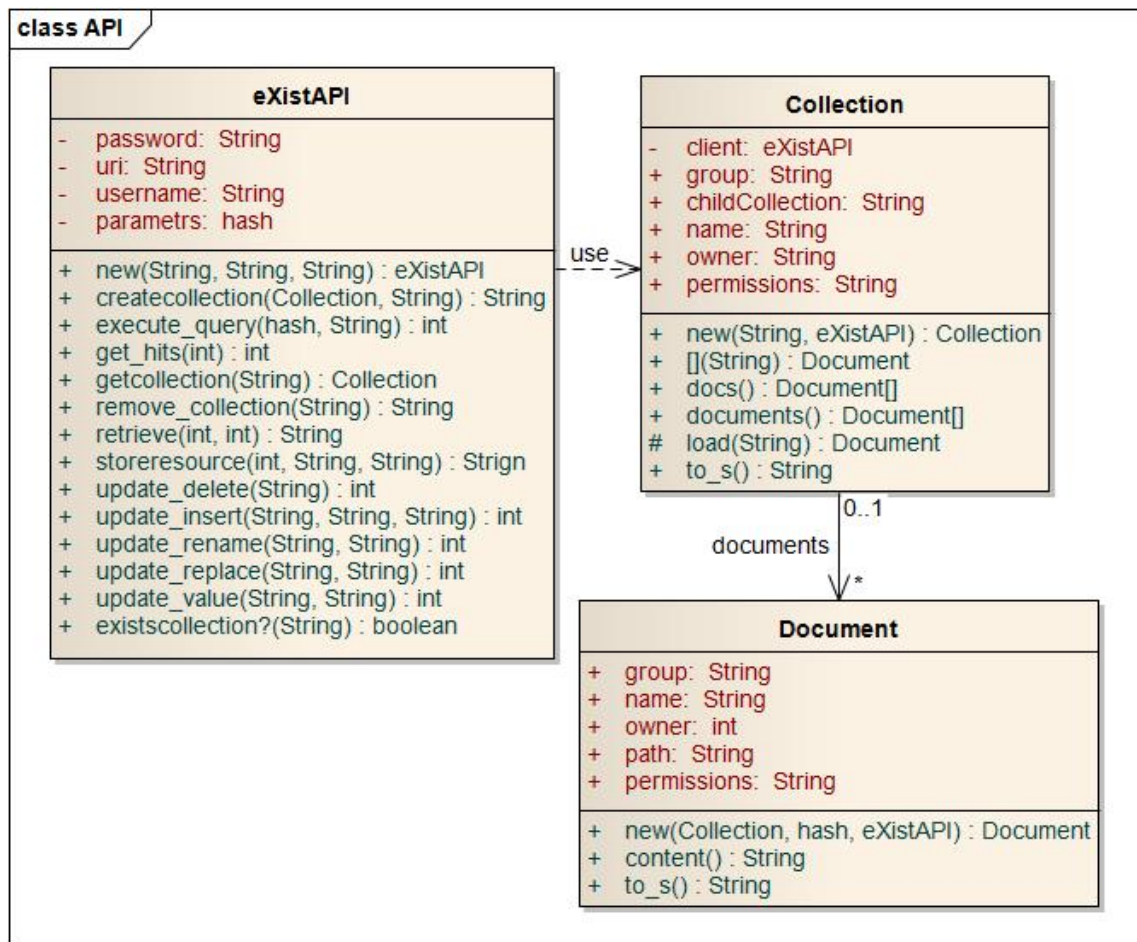 class API
eXistAPI
- password: String
- uri: String
- username: String
- parametrs: hash
+ new(String, String, String) : eXistAPI
+ createcollection(Collection, String) : String
+ execute_query(hash, String) : int
+ get_hits(int) : int
+ getcollection(String) : Collection
+ remove_collection(String) : String
+ retrieve(int, int) : String
+ storeresource(int, String, String) : Strign
+ update_delete(String) : int
+ update_insert(String, String, String) : int
+ update_rename(String, String) : int
+ update_replace(String, String) : int
+ update_value(String, String) : int
+ existscollection?(String) : boolean
use
Collection
- client: eXistAPI
+ group: String
+ childCollection: String
+ name: String
+ owner: String
+ permissions: String
+ new(String, eXistAPI) : Collection
+ [](String) : Document
+ docs() : Document[]
+ documents() : Document[]
# load(String) : Document
+ to_s() : String
0..1
documents
*
Document
+ group: String
+ name: String
+ owner: int
+ path: String
+ permissions: String
+ new(Collection, hash, eXistAPI) : Document
+ content() : String
+ to_s() : String